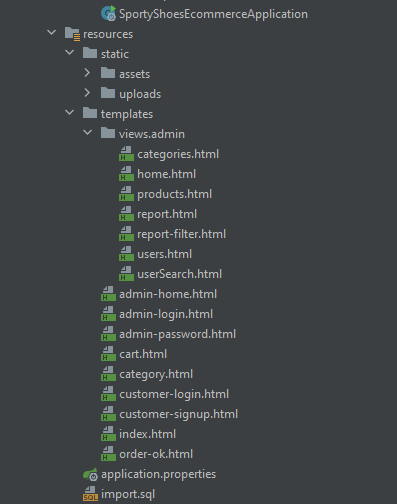 SportyShoesEcommerceApplication
resources
static
assets
uploads
templates
views.admin
categories.html
home.html
products.html
report.html
report-filter.html
users.html
userSearch.html
admin-home.html
admin-login.html
admin-password.html
cart.html
category.html
customer-login.html
customer-signup.html
index.html
order-ok.html
application.properties
import.sql